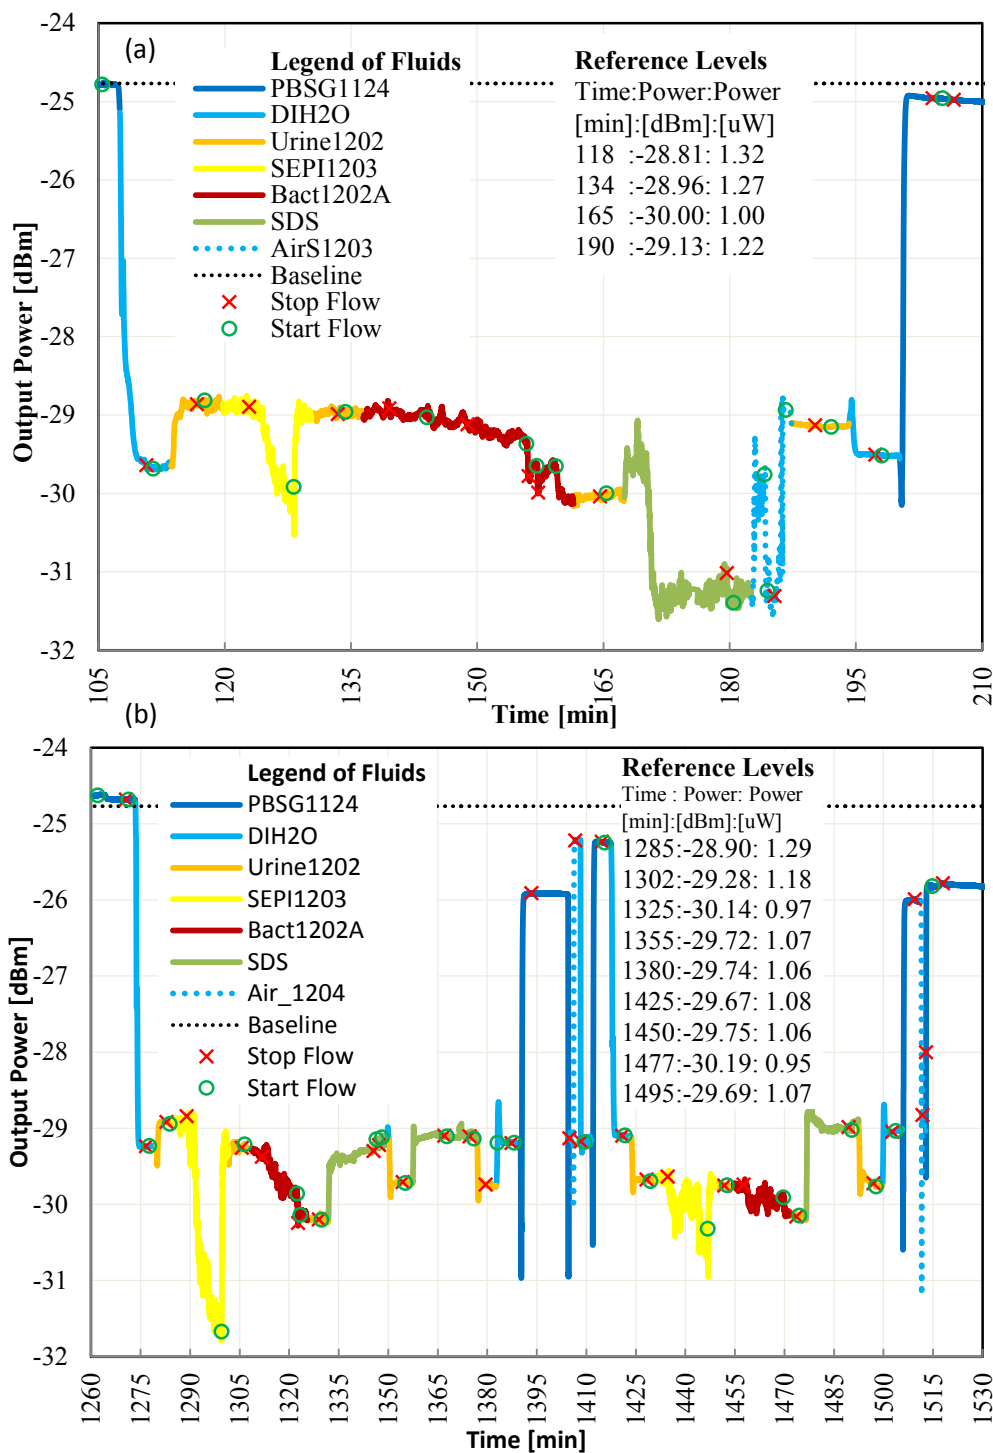 (a)
Output Power [dBm]
-24
-25
-26
-27
-28
-29
-30
-31
-32
Legend of Fluids
PBSG1124
DIH2O
Urine1202
SEPI1203
Bact1202A
SDS
AirS1203
Baseline
Stop Flow
Start Flow
Reference Levels
Time:Power:Power
[min]:[dBm]:[uW]
118 :-28.81: 1.32
134 :-28.96: 1.27
165 :-30.00: 1.00
190 :-29.13: 1.22
105
120
135
150
165
180
195
210
Time [min]
(b)
Output Power [dBm]
-24
-25
-26
-27
-28
-29
-30
-31
-32
Legend of Fluids
PBSG1124
DIH2O
Urine1202
SEPI1203
Bact1202A
SDS
Air_1204
Baseline
Stop Flow
Start Flow
Reference Levels
Time : Power: Power
[min]:[dBm]:[uW]
1285:-28.90: 1.29
1302:-29.28: 1.18
1325:-30.14: 0.97
1355:-29.72: 1.07
1380:-29.74: 1.06
1425:-29.67: 1.08
1450:-29.75: 1.06
1477:-30.19: 0.95
1495:-29.69: 1.07
1260
1275
1290
1305
1320
1335
1350
1365
1380
1395
1410
1425
1440
1455
1470
1485
1500
1515
1530
Time [min]